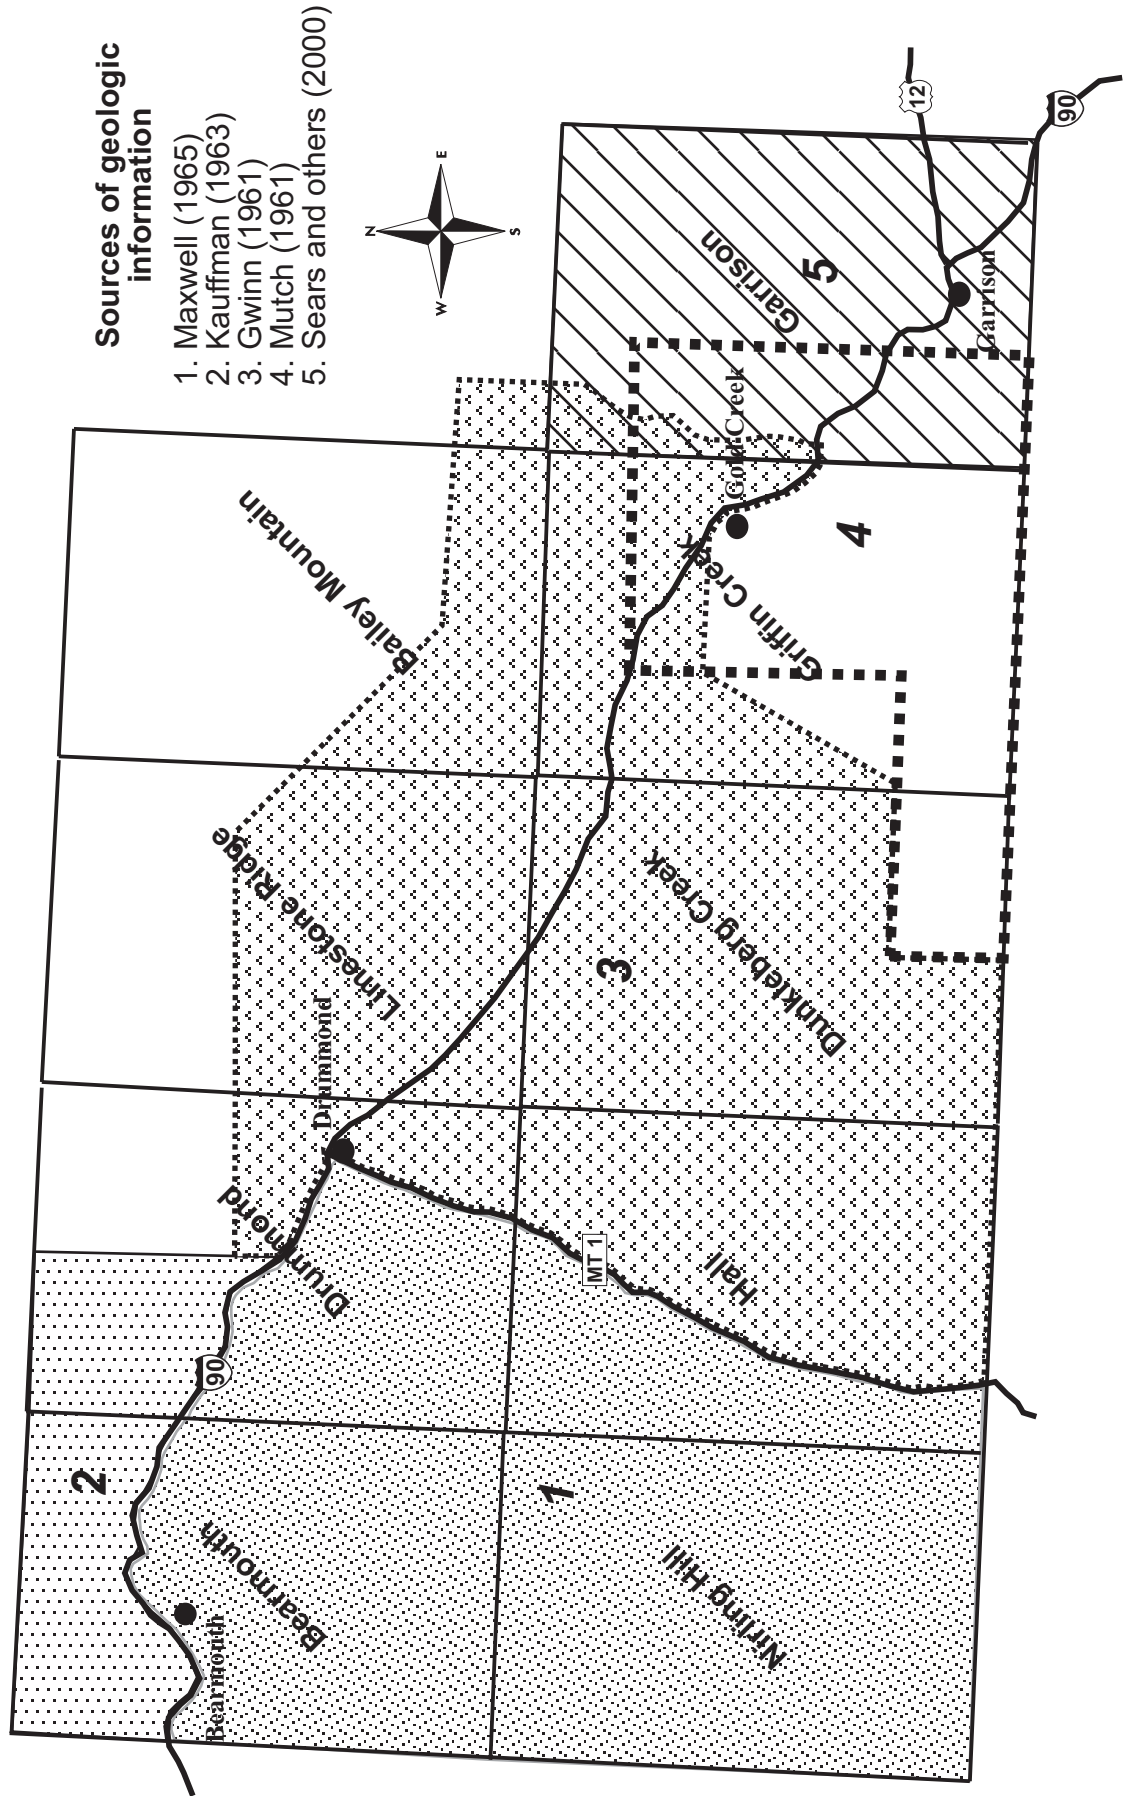 Sources of geologic
information
1. Maxwell (1965)
2. Kauffman (1963)
3. Gwinn (1961)
4. Mutch (1961)
5. Sears and others (2000)
N
W
E
S
Bailey Mountain
Limestone Ridge
Drummond
Drummond
2
90
Bearmouth
Bearmouth
1
Nirling Hill
MT 1
Hall
3
Dunkleberg Creek
Griffin Creek
Gold Creek
4
Garrison
5
Garrison
12
90